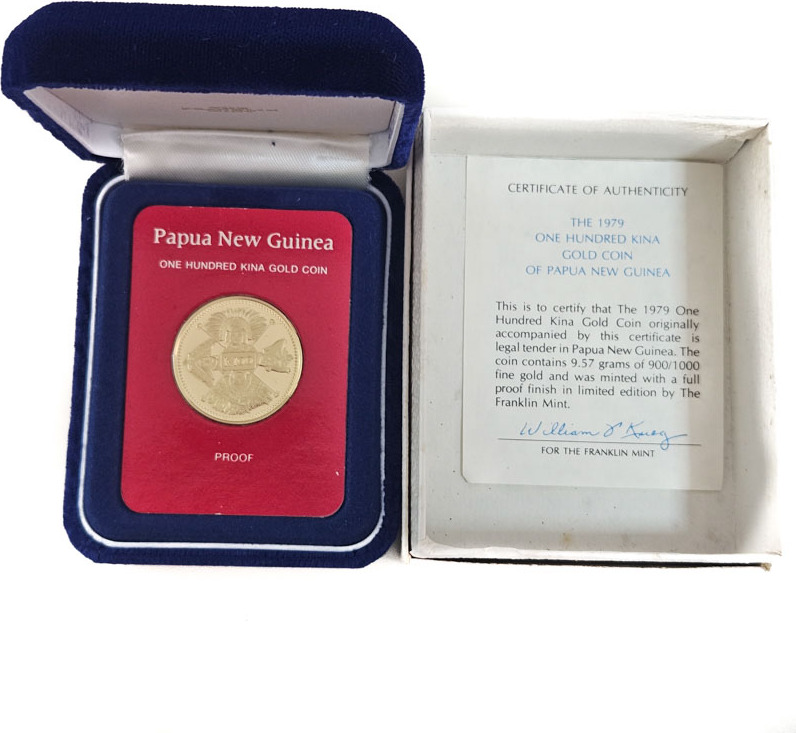 Papua New Guinea
ONE HUNDRED KINA GOLD COIN
PROOF
CERTIFICATE OF AUTHENTICITY
THE 1979
ONE HUNDRED KINA
GOLD COIN
OF PAPUA NEW GUINEA
This is to certify that The 1979 One
Hundred Kina Gold Coin originally
accompanied by this certificate is
legal tender in Papua New Guinea. The
coin contains 9.57 grams of 900/1000
fine gold and was minted with a full
proof finish in limited edition by The
Franklin Mint.
FOR THE FRANKLIN MINT